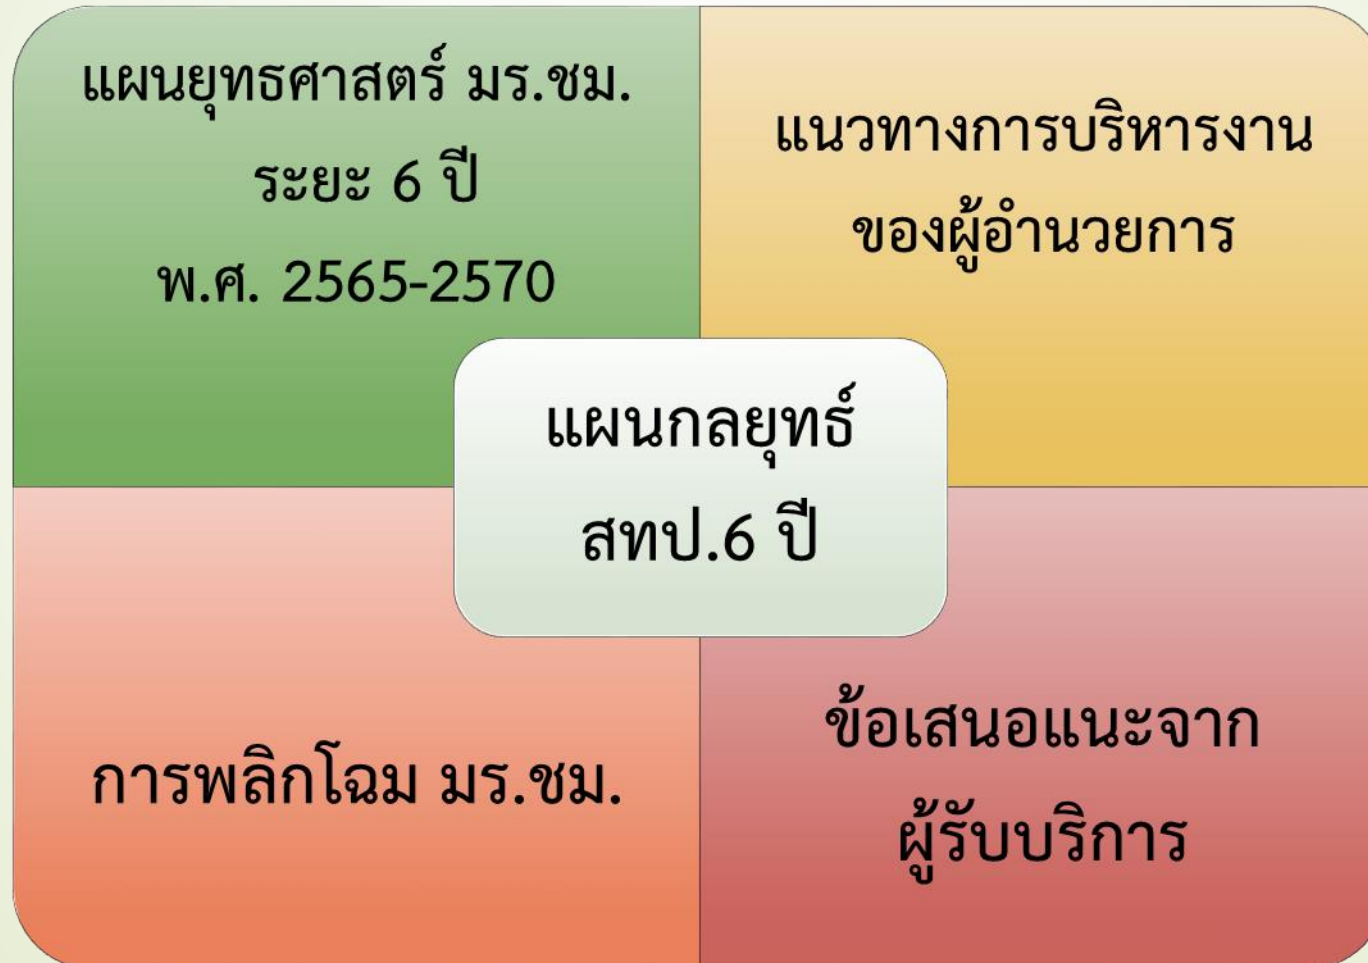 แผนยุทธศาสตร์ มร.ชม.
ระยะ 6 ปี
พ.ศ. 2565-2570
แนวทางการบริหารงาน
ของผู้อำนวยการ
แผนกลยุทธ์
สทป.6 ปี
การพลิกโฉม มร.ชม.
ข้อเสนอแนะจาก
ผู้รับบริการ